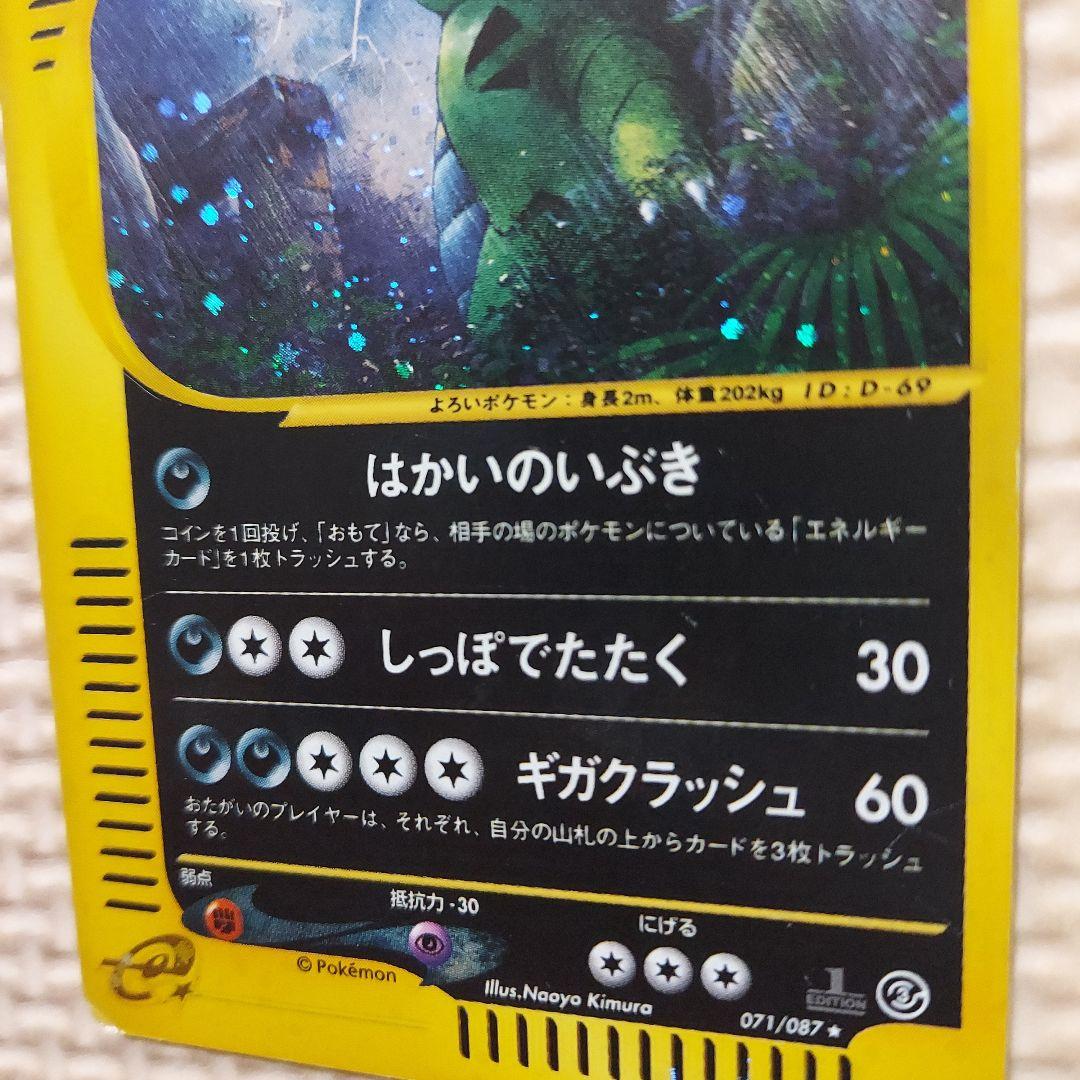 よろいポケモン：身長2m、体重202kg ID:D-69
はかいのいぶき
コインを1回投げ、「おもて」なら、相手の場のポケモンについている「エネルギー
カード」を1枚トラッシュする。
しっぽでたたく 30
ギガクラッシュ 60
おたがいのプレイヤーは、それぞれ、自分の山札の上からカードを3枚トラッシュ
する。
弱点 抵抗力-30 にげる
©Pokémon
Illus.Naoyo Kimura
1 EDITION
071/087★